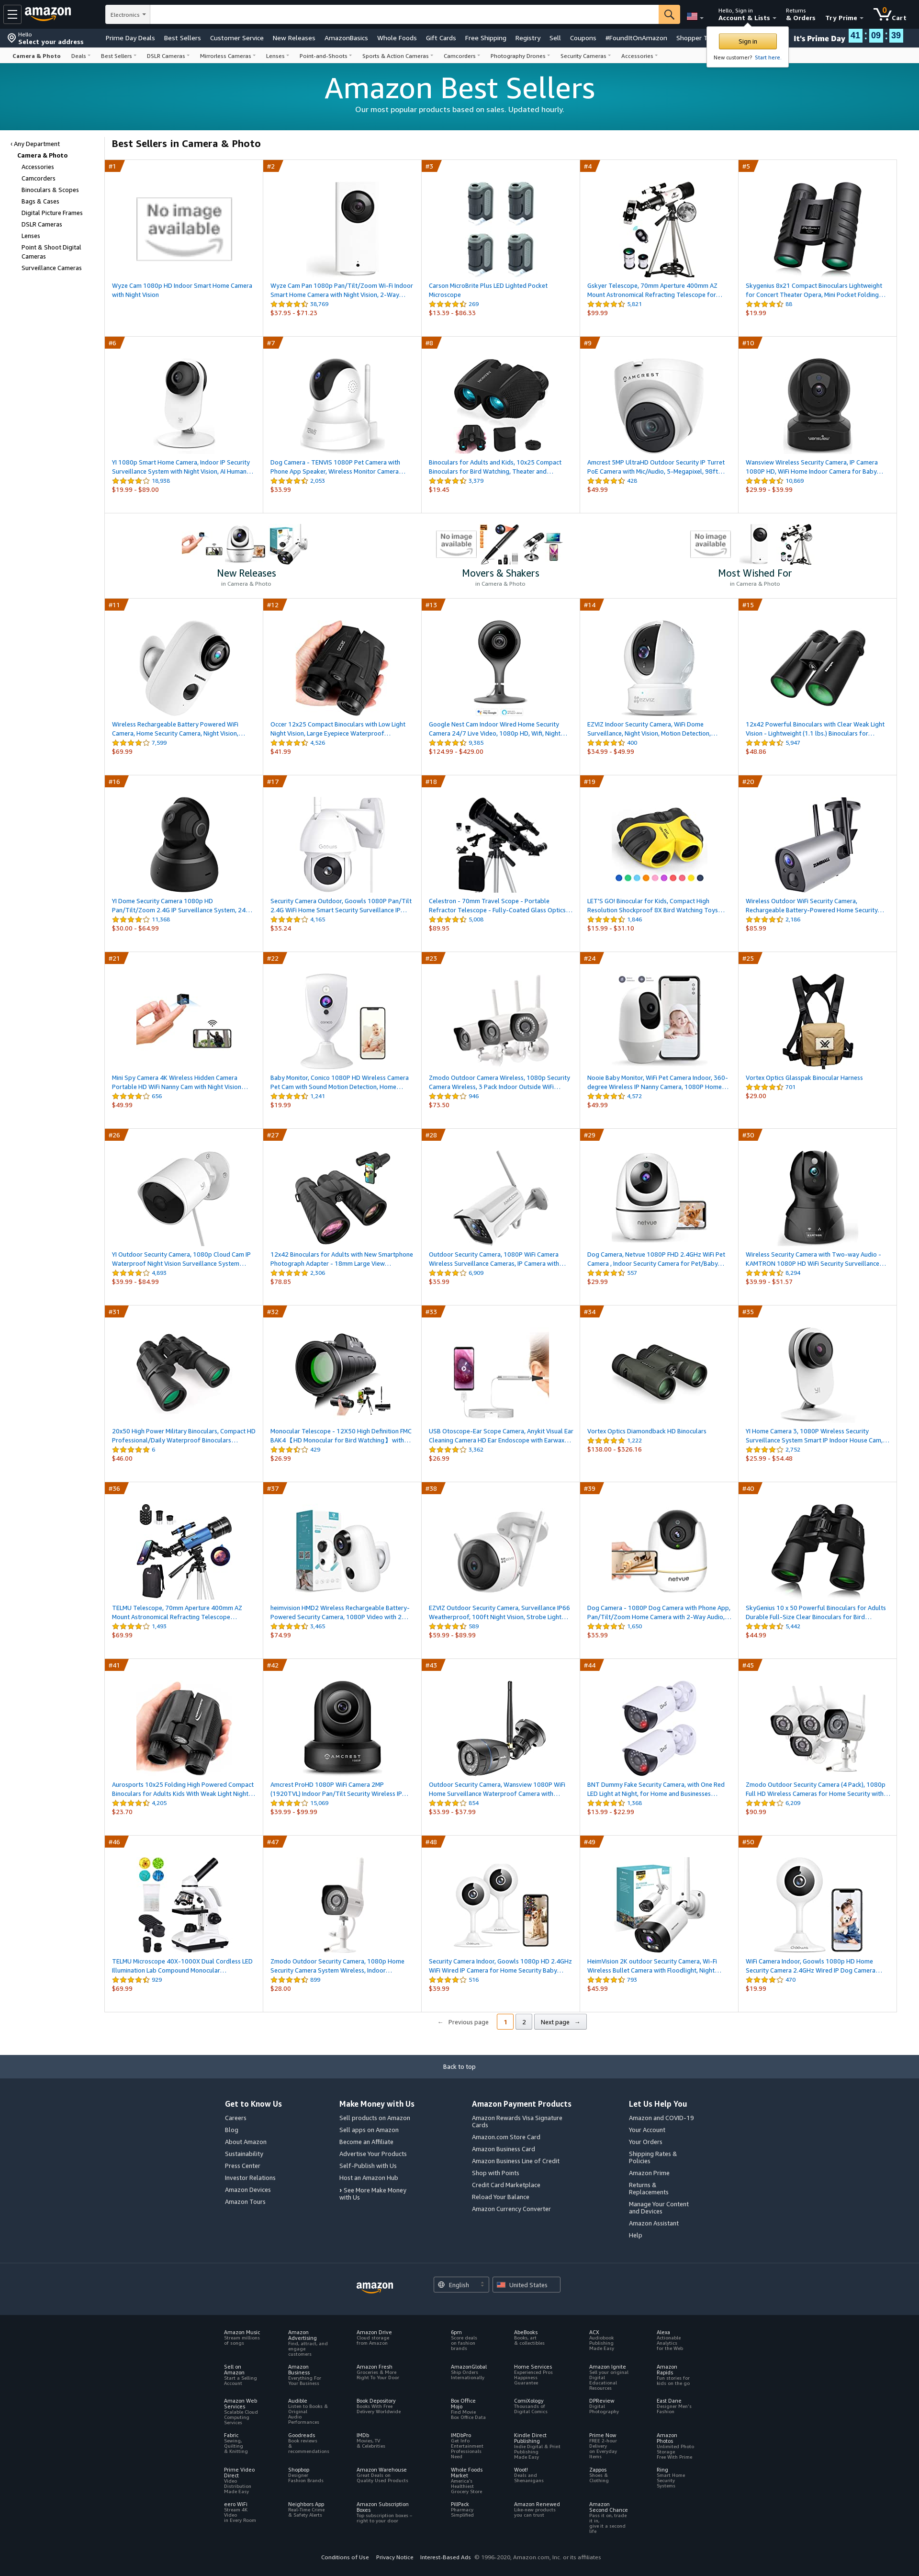 amazon
Electronics
Hello, Sign in
Account & Lists
Returns
& Orders
Try Prime
0
Cart
Hello
Select your address
Prime Day Deals
Best Sellers
Customer Service
New Releases
AmazonBasics
Whole Foods
Gift Cards
Free Shipping
Registry
Sell
Coupons
#FoundItOnAmazon
Shopper T
Sign in
New customer? Start here.
It's Prime Day
41 : 09 : 39
Camera & Photo
Deals
Best Sellers
DSLR Cameras
Mirrorless Cameras
Lenses
Point-and-Shoots
Sports & Action Cameras
Camcorders
Photography Drones
Security Cameras
Accessories
Amazon Best Sellers
Our most popular products based on sales. Updated hourly.
‹ Any Department
Camera & Photo
Accessories
Camcorders
Binoculars & Scopes
Bags & Cases
Digital Picture Frames
DSLR Cameras
Lenses
Point & Shoot Digital
Cameras
Surveillance Cameras
Best Sellers in Camera & Photo
#1
No image
available
Wyze Cam 1080p HD Indoor Smart Home Camera
with Night Vision
#2
Wyze Cam Pan 1080p Pan/Tilt/Zoom Wi-Fi Indoor
Smart Home Camera with Night Vision, 2-Way…
38,769
$37.95 - $71.23
#3
Carson MicroBrite Plus LED Lighted Pocket
Microscope
269
$13.39 - $86.33
#4
Gskyer Telescope, 70mm Aperture 400mm AZ
Mount Astronomical Refracting Telescope for…
5,821
$99.99
#5
Skygenius 8x21 Compact Binoculars Lightweight
for Concert Theater Opera, Mini Pocket Folding…
88
$19.99
#6
YI 1080p Smart Home Camera, Indoor IP Security
Surveillance System with Night Vision, AI Human…
18,938
$19.99 - $89.00
#7
Dog Camera - TENVIS 1080P Pet Camera with
Phone App Speaker, Wireless Monitor Camera…
2,053
$33.99
#8
Binoculars for Adults and Kids, 10x25 Compact
Binoculars for Bird Watching, Theater and…
3,379
$19.45
#9
AMCREST
Amcrest 5MP UltraHD Outdoor Security IP Turret
PoE Camera with Mic/Audio, 5-Megapixel, 98ft…
428
$49.99
#10
wansview
Wansview Wireless Security Camera, IP Camera
1080P HD, WiFi Home Indoor Camera for Baby…
10,669
$29.99 - $39.99
New Releases
in Camera & Photo
No image
available
Movers & Shakers
in Camera & Photo
No image
available
Most Wished For
in Camera & Photo
#11
Wireless Rechargeable Battery Powered WiFi
Camera, Home Security Camera, Night Vision,…
7,599
$69.99
#12
Occer 12x25 Compact Binoculars with Low Light
Night Vision, Large Eyepiece Waterproof…
4,526
$41.99
#13
Google Nest Cam Indoor Wired Home Security
Camera 24/7 Live Video, 1080p HD, Wifi, Night…
9,365
$124.99 - $429.00
#14
ezviz
EZVIZ Indoor Security Camera, WiFi Dome
Surveillance, Night Vision, Motion Detection,…
400
$34.99 - $49.99
#15
12x42 Powerful Binoculars with Clear Weak Light
Vision - Lightweight (1.1 lbs.) Binoculars for…
5,947
$48.86
#16
YI Dome Security Camera 1080p HD
Pan/Tilt/Zoom 2.4G IP Surveillance System, 24…
11,368
$30.00 - $64.99
#17
Security Camera Outdoor, Goowls 1080P Pan/Tilt
2.4G WiFi Home Smart Security Surveillance IP…
4,165
$35.24
#18
Celestron - 70mm Travel Scope - Portable
Refractor Telescope - Fully-Coated Glass Optics…
5,008
$89.95
#19
LET'S GO! Binocular for Kids, Compact High
Resolution Shockproof 8X Bird Watching Toys…
1,846
$15.99 - $31.10
#20
Wireless Outdoor WiFi Security Camera,
Rechargeable Battery-Powered Home Security…
2,186
$85.99
#21
Mini Spy Camera 4K Wireless Hidden Camera
Portable HD WiFi Nanny Cam with Night Vision…
656
$49.99
#22
Baby Monitor, Conico 1080P HD Wireless Camera
Pet Cam with Sound Motion Detection, Home…
1,241
$19.99
#23
Zmodo Outdoor Camera Wireless, 1080p Security
Camera Wireless, 3 Pack Indoor Outside WiFi…
946
$73.50
#24
Nooie Baby Monitor, WiFi Pet Camera Indoor, 360-
degree Wireless IP Nanny Camera, 1080P Home…
4,572
$49.99
#25
Vortex Optics Glasspak Binocular Harness
701
$29.00
#26
YI Outdoor Security Camera, 1080p Cloud Cam IP
Waterproof Night Vision Surveillance System…
4,693
$39.99 - $84.99
#27
12x42 Binoculars for Adults with New Smartphone
Photograph Adapter - 18mm Large View…
2,306
$78.85
#28
Outdoor Security Camera, 1080P WiFi Camera
Wireless Surveillance Cameras, IP Camera with…
6,909
$35.99
#29
netvue
Dog Camera, Netvue 1080P FHD 2.4GHz WiFi Pet
Camera , Indoor Security Camera for Pet/Baby…
557
$29.99
#30
Wireless Security Camera with Two-way Audio -
KAMTRON 1080P HD WiFi Security Surveillance…
8,294
$39.99 - $51.57
#31
20x50 High Power Military Binoculars, Compact HD
Professional/Daily Waterproof Binoculars…
6
$46.00
#32
Monocular Telescope - 12X50 High Definition FMC
BAK4【HD Monocular for Bird Watching】with…
429
$26.99
#33
USB Otoscope-Ear Scope Camera, Anykit Visual Ear
Cleaning Camera HD Ear Endoscope with Earwax…
3,362
$26.99
#34
Vortex Optics Diamondback HD Binoculars
1,222
$138.00 - $326.16
#35
YI Home Camera 3, 1080P Wireless Security
Surveillance System Smart IP Indoor House Cam,…
2,752
$25.99 - $54.48
#36
TELMU Telescope, 70mm Aperture 400mm AZ
Mount Astronomical Refracting Telescope…
1,493
$69.99
#37
heimvision HMD2 Wireless Rechargeable Battery-
Powered Security Camera, 1080P Video with 2…
3,465
$74.99
#38
EZVIZ Outdoor Security Camera, Surveillance IP66
Weatherproof, 100ft Night Vision, Strobe Light…
589
$59.99 - $89.99
#39
netvue
Dog Camera - 1080P Dog Camera with Phone App,
Pan/Tilt/Zoom Home Camera with 2-Way Audio,…
1,650
$35.99
#40
SkyGenius 10 x 50 Powerful Binoculars for Adults
Durable Full-Size Clear Binoculars for Bird…
5,442
$44.99
#41
Aurosports 10x25 Folding High Powered Compact
Binoculars for Adults Kids With Weak Light Night…
4,205
$23.70
#42
AMCREST
Amcrest ProHD 1080P WiFi Camera 2MP
(1920TVL) Indoor Pan/Tilt Security Wireless IP…
15,069
$39.99 - $99.99
#43
Outdoor Security Camera, Wansview 1080P WiFi
Home Surveillance Waterproof Camera with…
854
$33.99 - $37.99
#44
BNT Dummy Fake Security Camera, with One Red
LED Light at Night, for Home and Businesses…
1,368
$13.99 - $22.99
#45
Zmodo Outdoor Security Camera (4 Pack), 1080p
Full HD Wireless Cameras for Home Security with…
6,209
$90.99
#46
TELMU Microscope 40X-1000X Dual Cordless LED
Illumination Lab Compound Monocular…
929
$69.99
#47
Zmodo Outdoor Security Camera, 1080p Home
Security Camera System Wireless, Indoor…
899
$28.00
#48
Security Camera Indoor, Goowls 1080p HD 2.4GHz
WiFi Wired IP Camera for Home Security Baby…
516
$39.99
#49
HeimVision 2K outdoor Security Camera, Wi-Fi
Wireless Bullet Camera with Floodlight, Night…
793
$45.99
#50
WiFi Camera Indoor, Goowls 1080p HD Home
Security Camera 2.4GHz Wired IP Dog Camera…
470
$19.99
← Previous page
1
2
Next page →
Back to top
Get to Know Us
Careers
Blog
About Amazon
Sustainability
Press Center
Investor Relations
Amazon Devices
Amazon Tours
Make Money with Us
Sell products on Amazon
Sell apps on Amazon
Become an Affiliate
Advertise Your Products
Self-Publish with Us
Host an Amazon Hub
› See More Make Money
with Us
Amazon Payment Products
Amazon Rewards Visa Signature
Cards
Amazon.com Store Card
Amazon Business Card
Amazon Business Line of Credit
Shop with Points
Credit Card Marketplace
Reload Your Balance
Amazon Currency Converter
Let Us Help You
Amazon and COVID-19
Your Account
Your Orders
Shipping Rates &
Policies
Amazon Prime
Returns &
Replacements
Manage Your Content
and Devices
Amazon Assistant
Help
amazon
English
United States
Amazon Music
Stream millions
of songs
Amazon
Advertising
Find, attract, and
engage
customers
Amazon Drive
Cloud storage
from Amazon
6pm
Score deals
on fashion
brands
AbeBooks
Books, art
& collectibles
ACX
Audiobook
Publishing
Made Easy
Alexa
Actionable
Analytics
for the Web
Sell on
Amazon
Start a Selling
Account
Amazon
Business
Everything For
Your Business
Amazon Fresh
Groceries & More
Right To Your Door
AmazonGlobal
Ship Orders
Internationally
Home Services
Experienced Pros
Happiness
Guarantee
Amazon Ignite
Sell your original
Digital
Educational
Resources
Amazon
Rapids
Fun stories for
kids on the go
Amazon Web
Services
Scalable Cloud
Computing
Services
Audible
Listen to Books &
Original
Audio
Performances
Book Depository
Books With Free
Delivery Worldwide
Box Office
Mojo
Find Movie
Box Office Data
ComiXology
Thousands of
Digital Comics
DPReview
Digital
Photography
East Dane
Designer Men's
Fashion
Fabric
Sewing,
Quilting
& Knitting
Goodreads
Book reviews
&
recommendations
IMDb
Movies, TV
& Celebrities
IMDbPro
Get Info
Entertainment
Professionals
Need
Kindle Direct
Publishing
Indie Digital & Print
Publishing
Made Easy
Prime Now
FREE 2-hour
Delivery
on Everyday
Items
Amazon
Photos
Unlimited Photo
Storage
Free With Prime
Prime Video
Direct
Video
Distribution
Made Easy
Shopbop
Designer
Fashion Brands
Amazon Warehouse
Great Deals on
Quality Used Products
Whole Foods
Market
America's
Healthiest
Grocery Store
Woot!
Deals and
Shenanigans
Zappos
Shoes &
Clothing
Ring
Smart Home
Security
Systems
eero WiFi
Stream 4K
Video
in Every Room
Neighbors App
Real-Time Crime
& Safety Alerts
Amazon Subscription
Boxes
Top subscription boxes –
right to your door
PillPack
Pharmacy
Simplified
Amazon Renewed
Like-new products
you can trust
Amazon
Second Chance
Pass it on, trade
it in,
give it a second
life
Conditions of Use
Privacy Notice
Interest-Based Ads
© 1996-2020, Amazon.com, Inc. or its affiliates